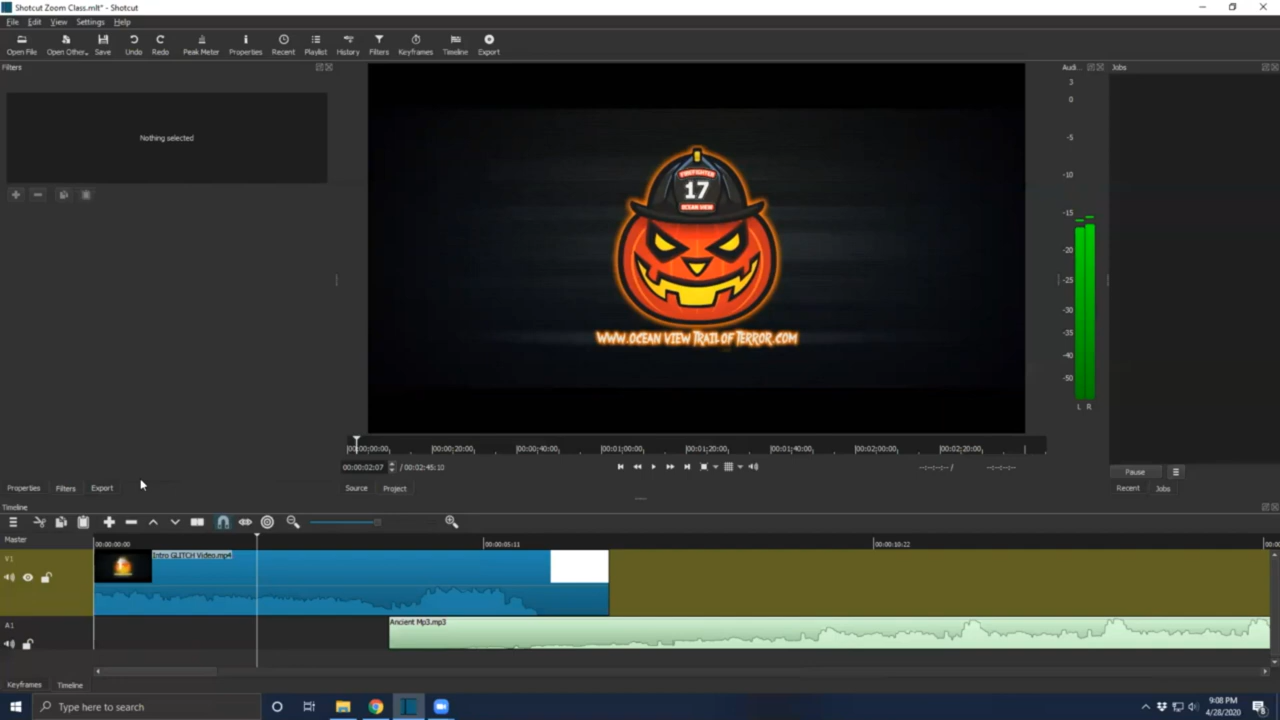 Shotcut Zoom Class.mlt* - Shotcut
File Edit View Settings Help
Open File Open Other.. Save Undo Redo Peak Meter Properties Recent Playlist History Filters Keyframes Timeline Export
Filters
Audi...
Jobs
Nothing selected
FIREFIGHTER
17
OCEAN VIEW
WWW.OCEAN VIEW TRAIL OF TERROR.COM
3
0
-5
-10
-15
-20
-25
-30
-35
-40
-50
L R
00:00:00:00 |00:00:20:00 |00:00:40:00 |00:01:00:00 |00:01:20:00 |00:01:40:00 |00:02:00:00 |00:02:20:00
00:00:02:07 / 00:02:45:10
--:--:--:-- / --:--:--:--
Pause
Properties Filters Export
Source Project
Recent Jobs
Timeline
Master
00:00:00:00 00:00:05:11 00:00:10:22
V1
Intro GLITCH Video.mp4
A1
Ancient Mp3.mp3
Keyframes Timeline
Type here to search
9:08 PM
4/28/2020